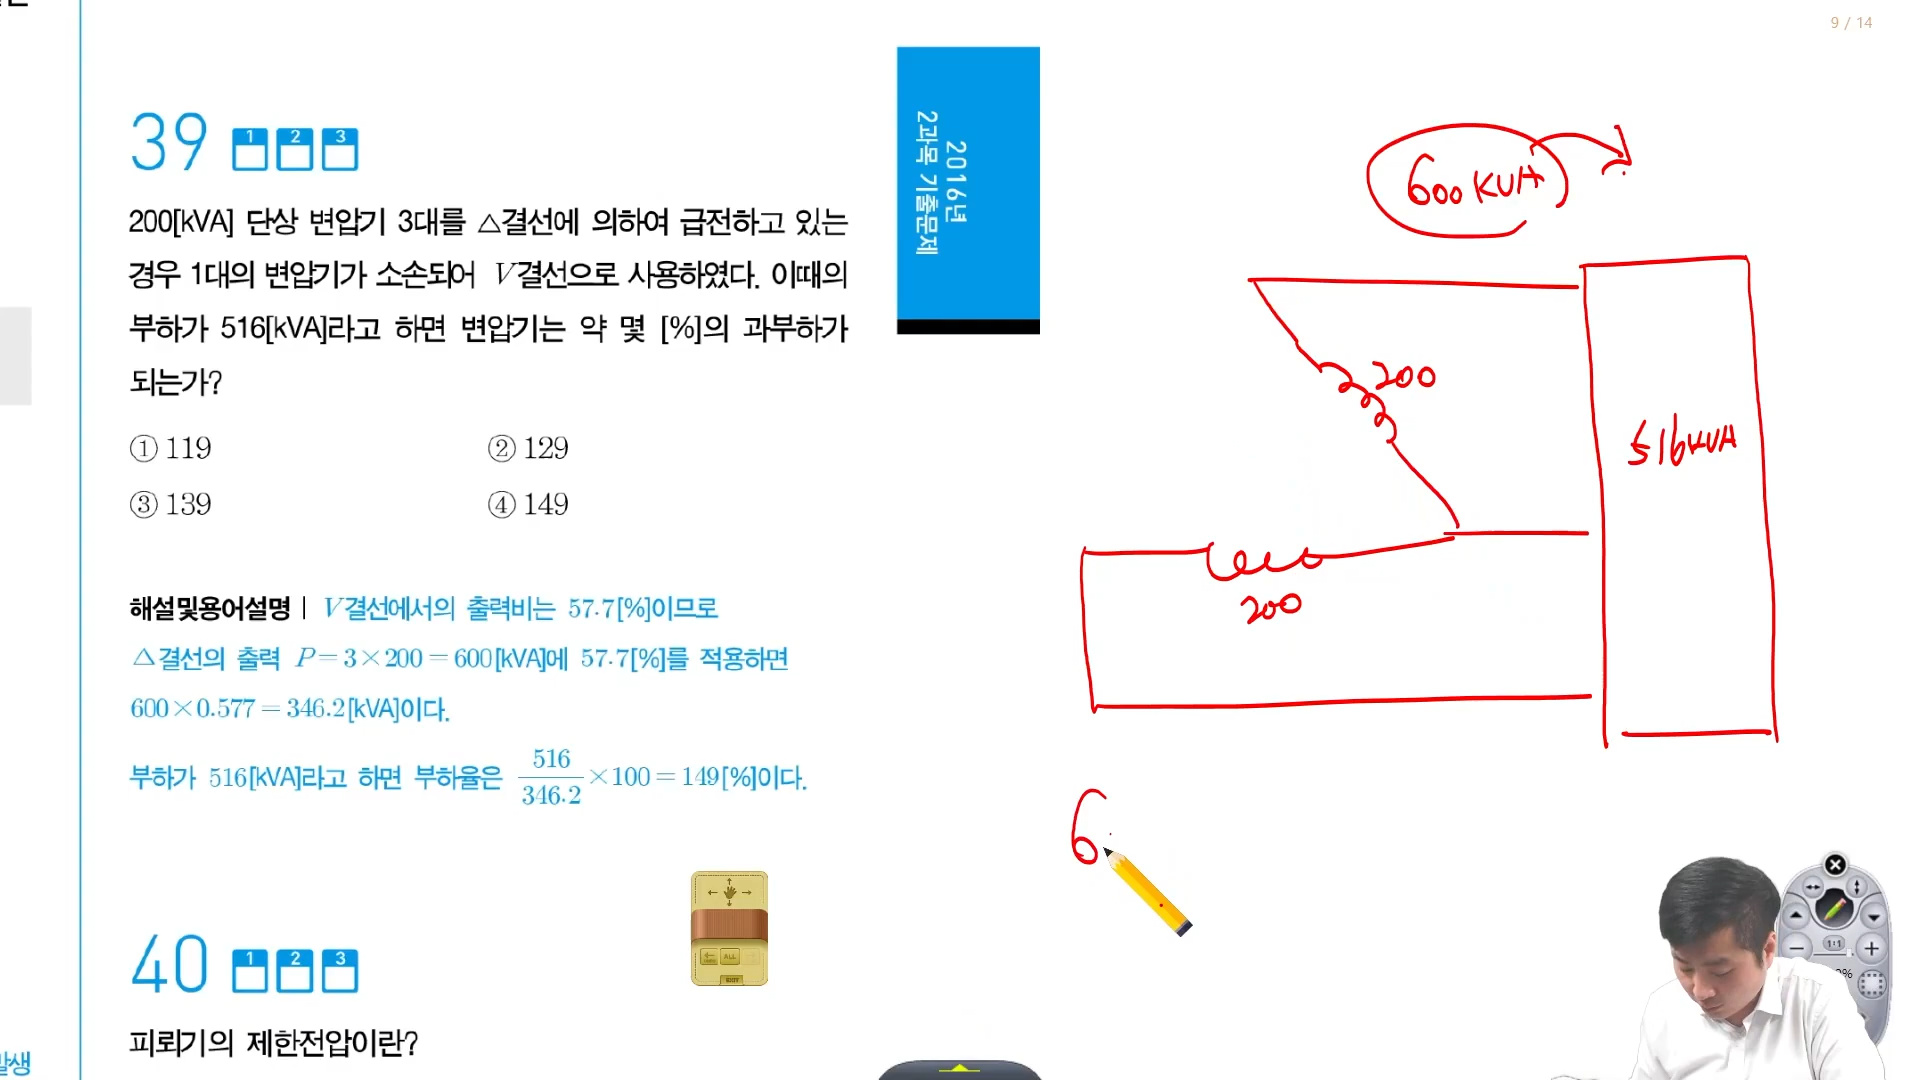 9 / 14
39 1 2 3
200[kVA] 단상 변압기 3대를 △결선에 의하여 급전하고 있는
경우 1대의 변압기가 소손되어 V결선으로 사용하였다. 이때의
부하가 516[kVA]라고 하면 변압기는 약 몇 [%]의 과부하가
되는가?
① 119 ② 129
③ 139 ④ 149
해설및용어설명 | V결선에서의 출력비는 57.7[%]이므로
△결선의 출력 P=3×200=600[kVA]에 57.7[%]를 적용하면
600×0.577=346.2[kVA]이다.
부하가 516[kVA]라고 하면 부하율은 516/346.2×100=149[%]이다.
40 1 2 3
피뢰기의 제한전압이란?
발생
2016년
2과목 기출문제
600 KVA
200
516 KVA
200
6
ALL
1:1